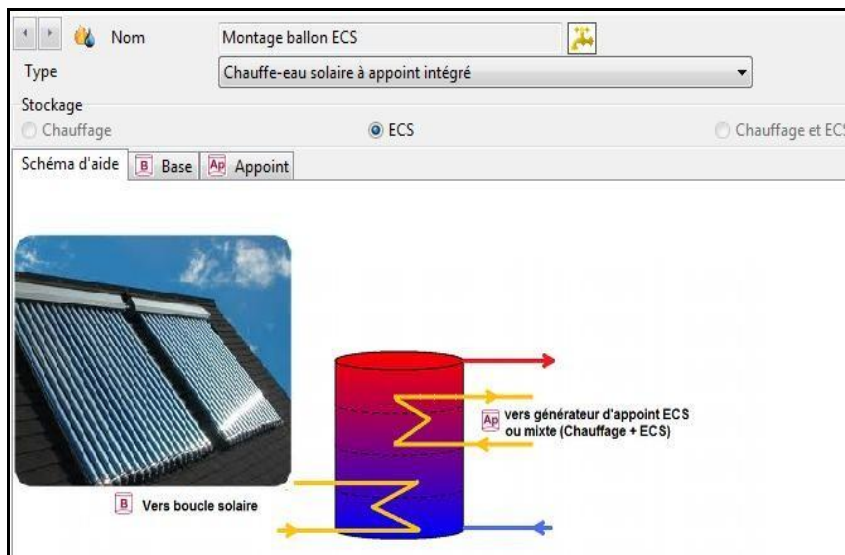 Nom
Montage ballon ECS
Type
Chauffe-eau solaire à appoint intégré
Stockage
Chauffage
ECS
Chauffage et ECS
Schéma d'aide
B Base
Ap Appoint
Ap vers générateur d'appoint ECS
ou mixte (Chauffage + ECS)
B Vers boucle solaire